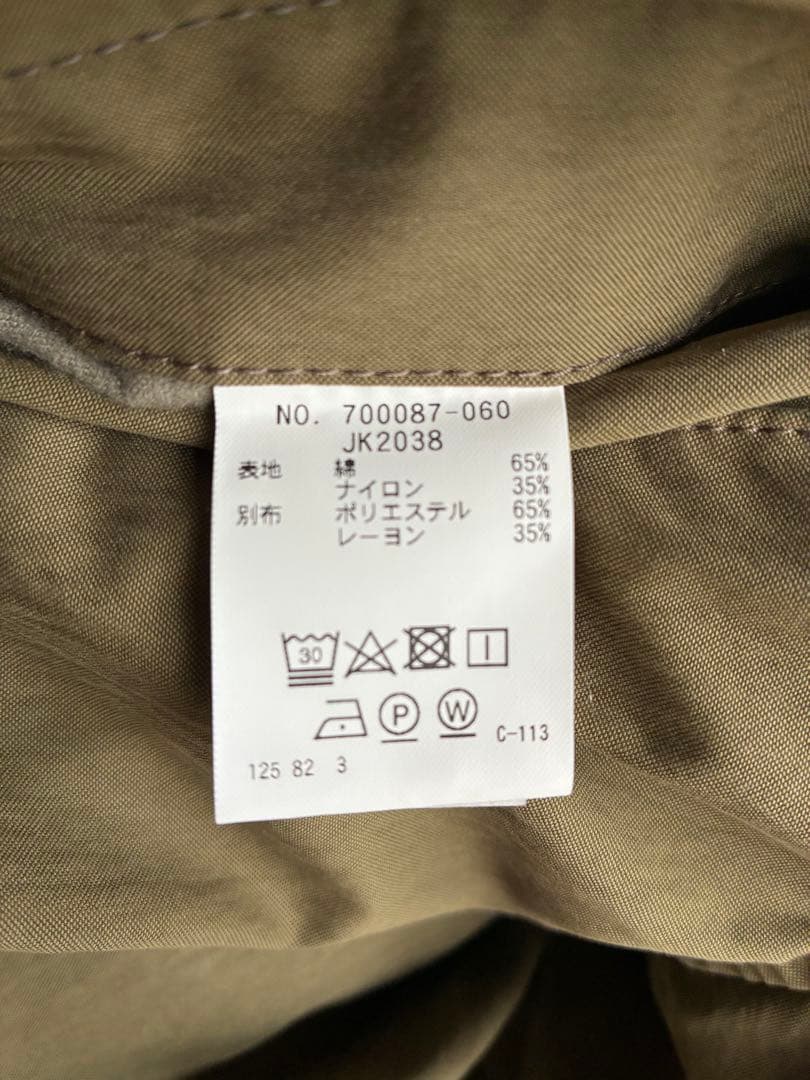 NO. 700087-060
JK2038
表地 綿 65%
ナイロン 35%
別布 ポリエステル 65%
レーヨン 35%
30
P W C-113
125 82 3